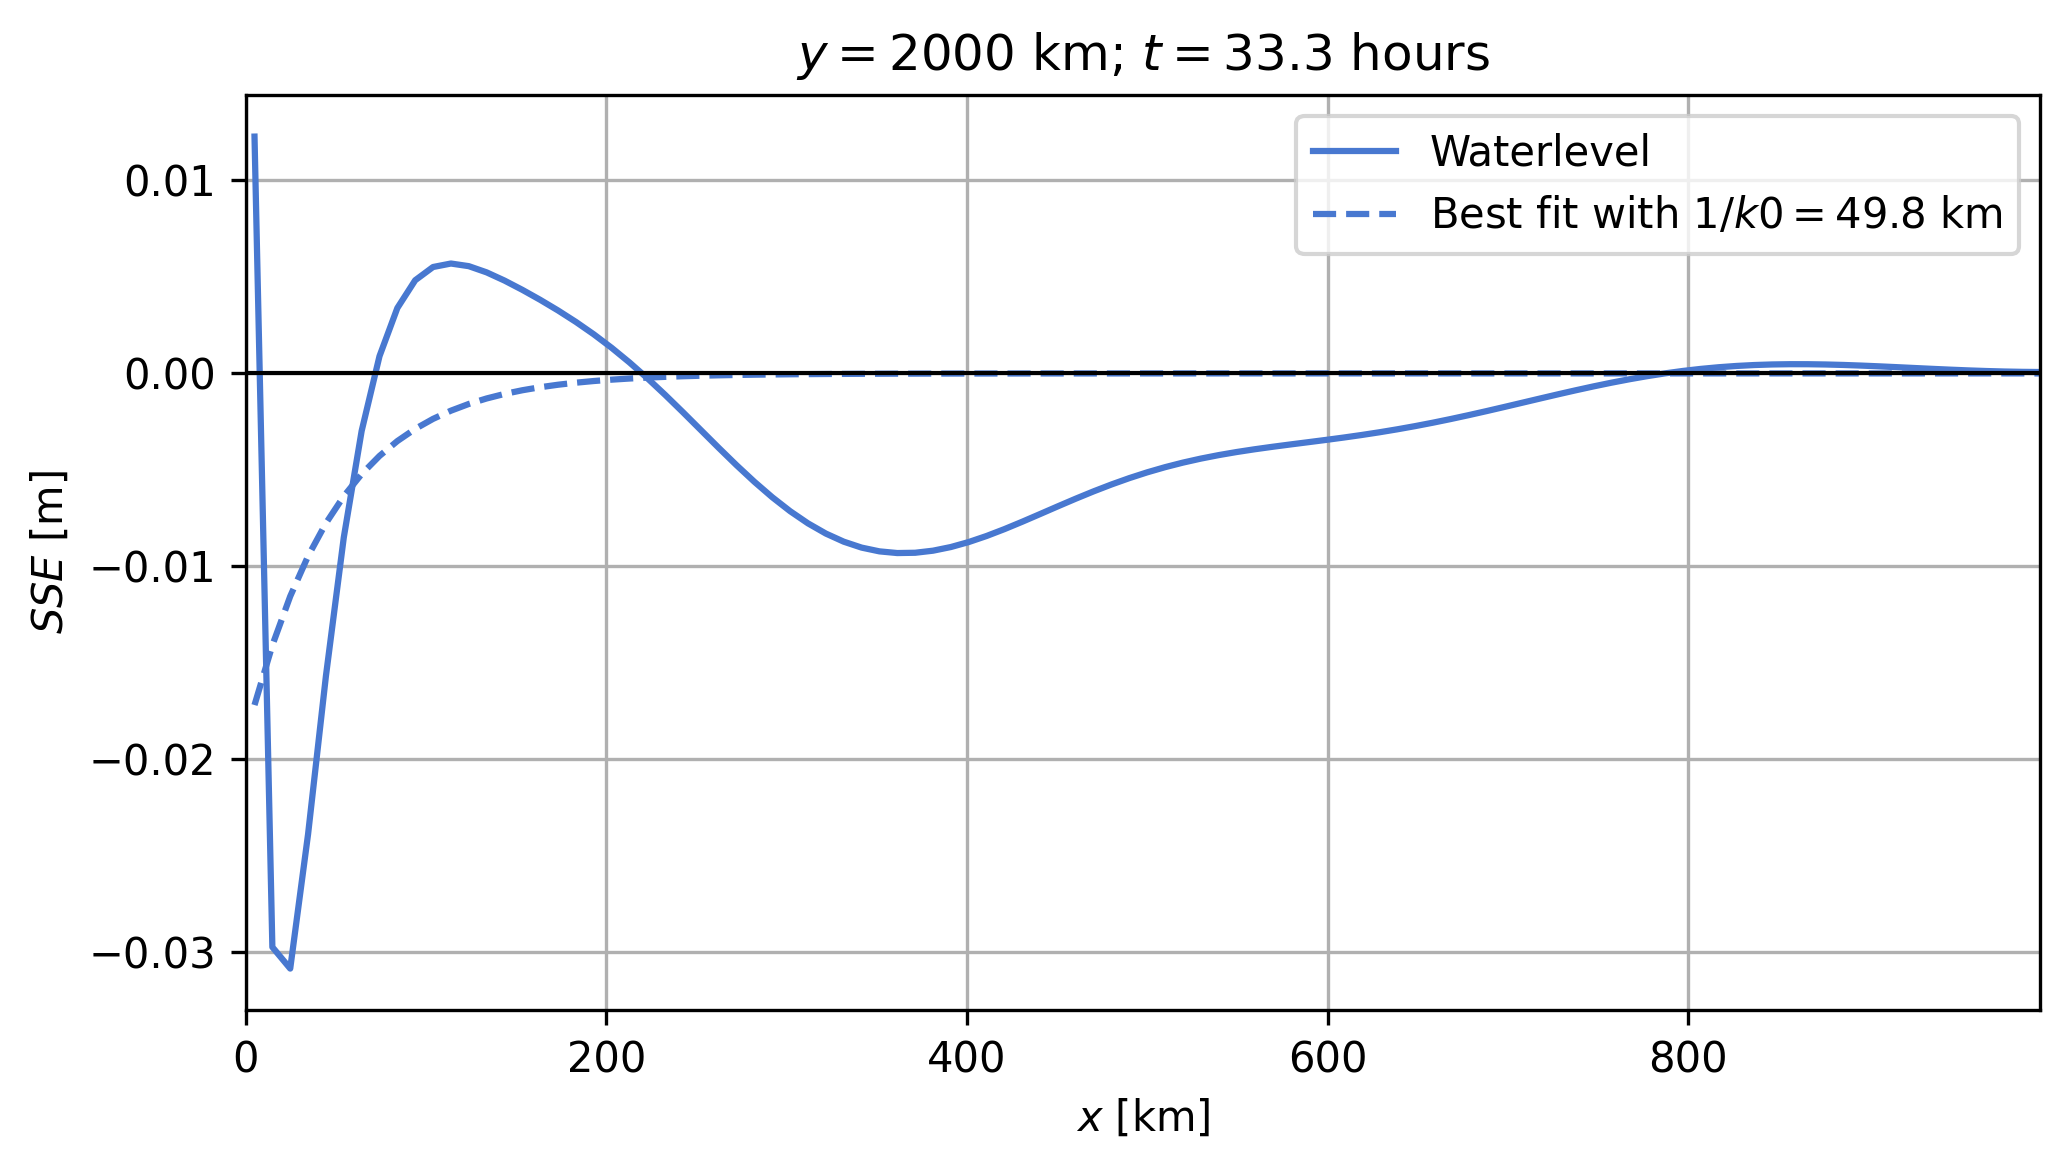 y = 2000 km; t = 33.3 hours
Waterlevel
Best fit with 1/k0 = 49.8 km
0.01
0.00
−0.01
−0.02
−0.03
SSE [m]
0 200 400 600 800
x [km]